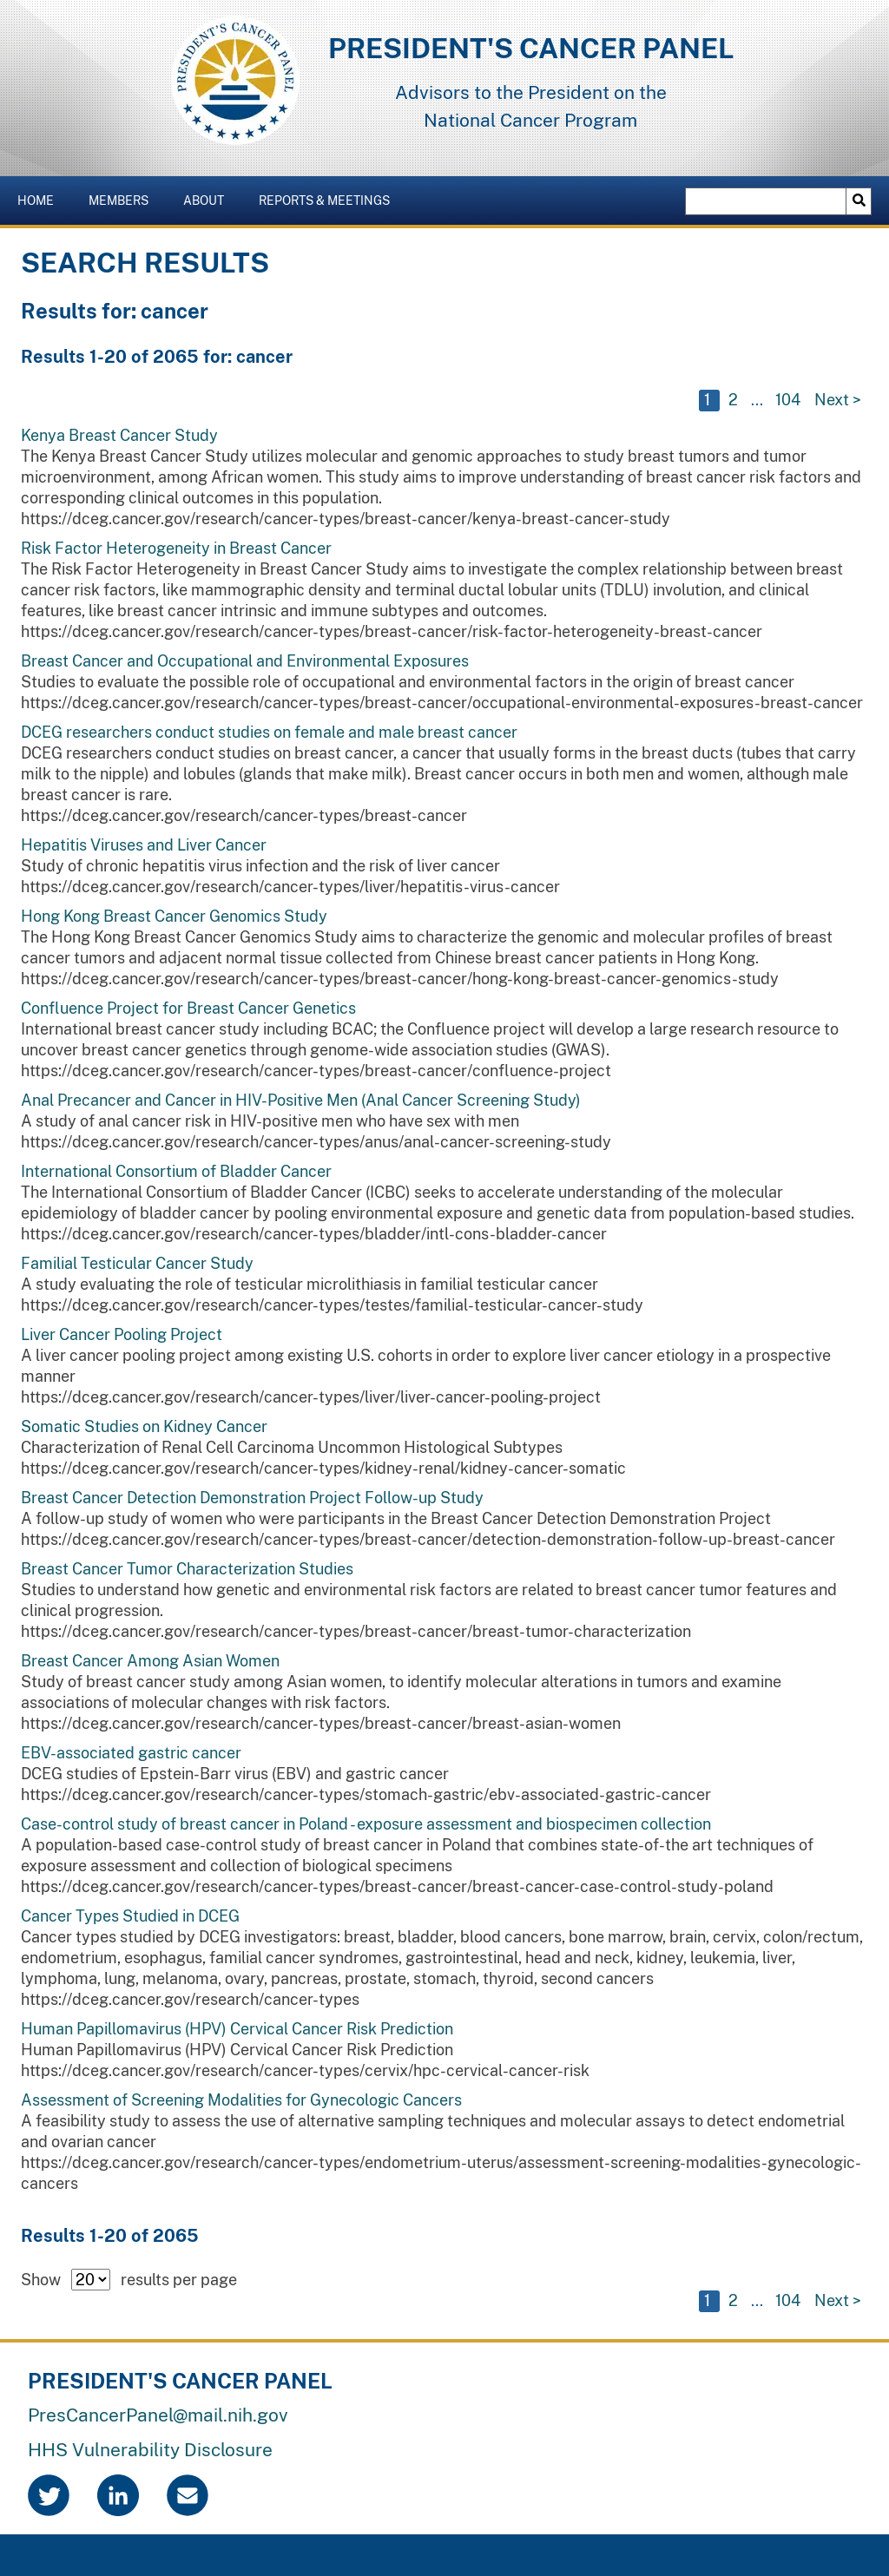 PRESIDENT'S CANCER PANEL
PRESIDENT'S CANCER PANEL
Advisors to the President on the
National Cancer Program
HOME MEMBERS ABOUT REPORTS & MEETINGS
SEARCH RESULTS
Results for: cancer
Results 1-20 of 2065 for: cancer
1 2 ... 104 Next >
Kenya Breast Cancer Study
The Kenya Breast Cancer Study utilizes molecular and genomic approaches to study breast tumors and tumor
microenvironment, among African women. This study aims to improve understanding of breast cancer risk factors and
corresponding clinical outcomes in this population.
https://dceg.cancer.gov/research/cancer-types/breast-cancer/kenya-breast-cancer-study
Risk Factor Heterogeneity in Breast Cancer
The Risk Factor Heterogeneity in Breast Cancer Study aims to investigate the complex relationship between breast
cancer risk factors, like mammographic density and terminal ductal lobular units (TDLU) involution, and clinical
features, like breast cancer intrinsic and immune subtypes and outcomes.
https://dceg.cancer.gov/research/cancer-types/breast-cancer/risk-factor-heterogeneity-breast-cancer
Breast Cancer and Occupational and Environmental Exposures
Studies to evaluate the possible role of occupational and environmental factors in the origin of breast cancer
https://dceg.cancer.gov/research/cancer-types/breast-cancer/occupational-environmental-exposures-breast-cancer
DCEG researchers conduct studies on female and male breast cancer
DCEG researchers conduct studies on breast cancer, a cancer that usually forms in the breast ducts (tubes that carry
milk to the nipple) and lobules (glands that make milk). Breast cancer occurs in both men and women, although male
breast cancer is rare.
https://dceg.cancer.gov/research/cancer-types/breast-cancer
Hepatitis Viruses and Liver Cancer
Study of chronic hepatitis virus infection and the risk of liver cancer
https://dceg.cancer.gov/research/cancer-types/liver/hepatitis-virus-cancer
Hong Kong Breast Cancer Genomics Study
The Hong Kong Breast Cancer Genomics Study aims to characterize the genomic and molecular profiles of breast
cancer tumors and adjacent normal tissue collected from Chinese breast cancer patients in Hong Kong.
https://dceg.cancer.gov/research/cancer-types/breast-cancer/hong-kong-breast-cancer-genomics-study
Confluence Project for Breast Cancer Genetics
International breast cancer study including BCAC; the Confluence project will develop a large research resource to
uncover breast cancer genetics through genome-wide association studies (GWAS).
https://dceg.cancer.gov/research/cancer-types/breast-cancer/confluence-project
Anal Precancer and Cancer in HIV-Positive Men (Anal Cancer Screening Study)
A study of anal cancer risk in HIV-positive men who have sex with men
https://dceg.cancer.gov/research/cancer-types/anus/anal-cancer-screening-study
International Consortium of Bladder Cancer
The International Consortium of Bladder Cancer (ICBC) seeks to accelerate understanding of the molecular
epidemiology of bladder cancer by pooling environmental exposure and genetic data from population-based studies.
https://dceg.cancer.gov/research/cancer-types/bladder/intl-cons-bladder-cancer
Familial Testicular Cancer Study
A study evaluating the role of testicular microlithiasis in familial testicular cancer
https://dceg.cancer.gov/research/cancer-types/testes/familial-testicular-cancer-study
Liver Cancer Pooling Project
A liver cancer pooling project among existing U.S. cohorts in order to explore liver cancer etiology in a prospective
manner
https://dceg.cancer.gov/research/cancer-types/liver/liver-cancer-pooling-project
Somatic Studies on Kidney Cancer
Characterization of Renal Cell Carcinoma Uncommon Histological Subtypes
https://dceg.cancer.gov/research/cancer-types/kidney-renal/kidney-cancer-somatic
Breast Cancer Detection Demonstration Project Follow-up Study
A follow-up study of women who were participants in the Breast Cancer Detection Demonstration Project
https://dceg.cancer.gov/research/cancer-types/breast-cancer/detection-demonstration-follow-up-breast-cancer
Breast Cancer Tumor Characterization Studies
Studies to understand how genetic and environmental risk factors are related to breast cancer tumor features and
clinical progression.
https://dceg.cancer.gov/research/cancer-types/breast-cancer/breast-tumor-characterization
Breast Cancer Among Asian Women
Study of breast cancer study among Asian women, to identify molecular alterations in tumors and examine
associations of molecular changes with risk factors.
https://dceg.cancer.gov/research/cancer-types/breast-cancer/breast-asian-women
EBV-associated gastric cancer
DCEG studies of Epstein-Barr virus (EBV) and gastric cancer
https://dceg.cancer.gov/research/cancer-types/stomach-gastric/ebv-associated-gastric-cancer
Case-control study of breast cancer in Poland - exposure assessment and biospecimen collection
A population-based case-control study of breast cancer in Poland that combines state-of-the art techniques of
exposure assessment and collection of biological specimens
https://dceg.cancer.gov/research/cancer-types/breast-cancer/breast-cancer-case-control-study-poland
Cancer Types Studied in DCEG
Cancer types studied by DCEG investigators: breast, bladder, blood cancers, bone marrow, brain, cervix, colon/rectum,
endometrium, esophagus, familial cancer syndromes, gastrointestinal, head and neck, kidney, leukemia, liver,
lymphoma, lung, melanoma, ovary, pancreas, prostate, stomach, thyroid, second cancers
https://dceg.cancer.gov/research/cancer-types
Human Papillomavirus (HPV) Cervical Cancer Risk Prediction
Human Papillomavirus (HPV) Cervical Cancer Risk Prediction
https://dceg.cancer.gov/research/cancer-types/cervix/hpc-cervical-cancer-risk
Assessment of Screening Modalities for Gynecologic Cancers
A feasibility study to assess the use of alternative sampling techniques and molecular assays to detect endometrial
and ovarian cancer
https://dceg.cancer.gov/research/cancer-types/endometrium-uterus/assessment-screening-modalities-gynecologic-
cancers
Results 1-20 of 2065
Show 20 results per page
1 2 ... 104 Next >
PRESIDENT'S CANCER PANEL
PresCancerPanel@mail.nih.gov
HHS Vulnerability Disclosure